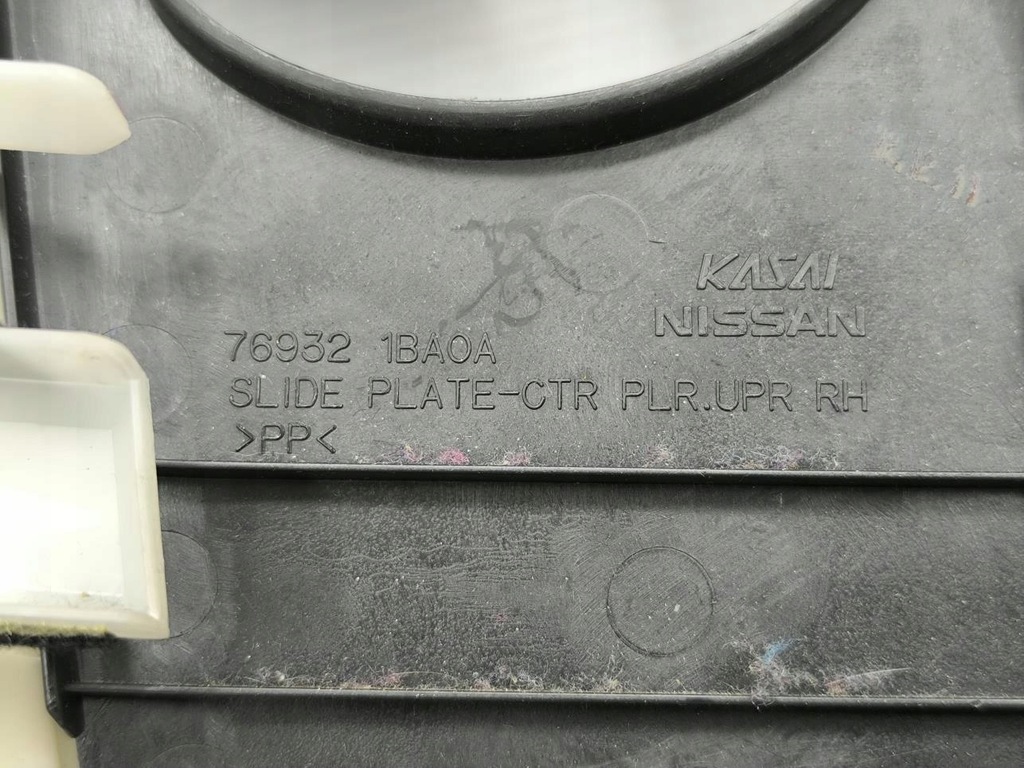 KASAI
NISSAN
76932 1BA0A
SLIDE PLATE-CTR PLR.UPR RH
>PP<